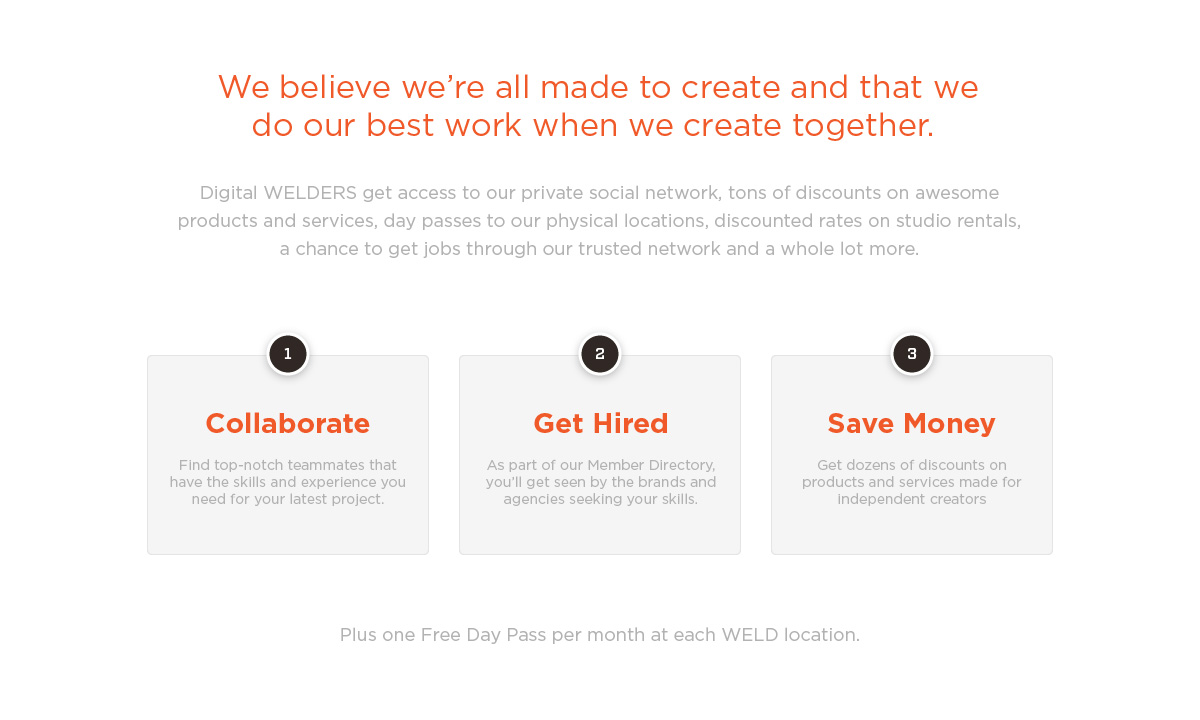 We believe we’re all made to create and that we
do our best work when we create together.
Digital WELDERS get access to our private social network, tons of discounts on awesome
products and services, day passes to our physical locations, discounted rates on studio rentals,
a chance to get jobs through our trusted network and a whole lot more.
1
Collaborate
Find top-notch teammates that
have the skills and experience you
need for your latest project.
2
Get Hired
As part of our Member Directory,
you’ll get seen by the brands and
agencies seeking your skills.
3
Save Money
Get dozens of discounts on
products and services made for
independent creators
Plus one Free Day Pass per month at each WELD location.